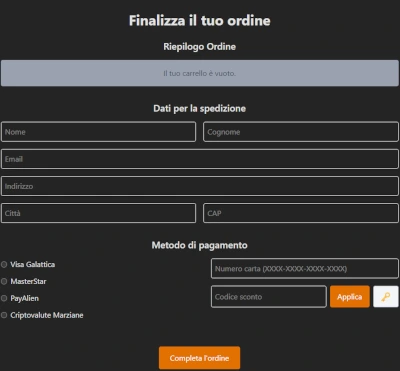 Finalizza il tuo ordine
Riepilogo Ordine
Il tuo carrello è vuoto.
Dati per la spedizione
Nome
Cognome
Email
Indirizzo
Città
CAP
Metodo di pagamento
Visa Galattica
MasterStar
PayAlien
Criptovalute Marziane
Numero carta (XXXX-XXXX-XXXX-XXXX)
Codice sconto
Applica
Completa l'ordine